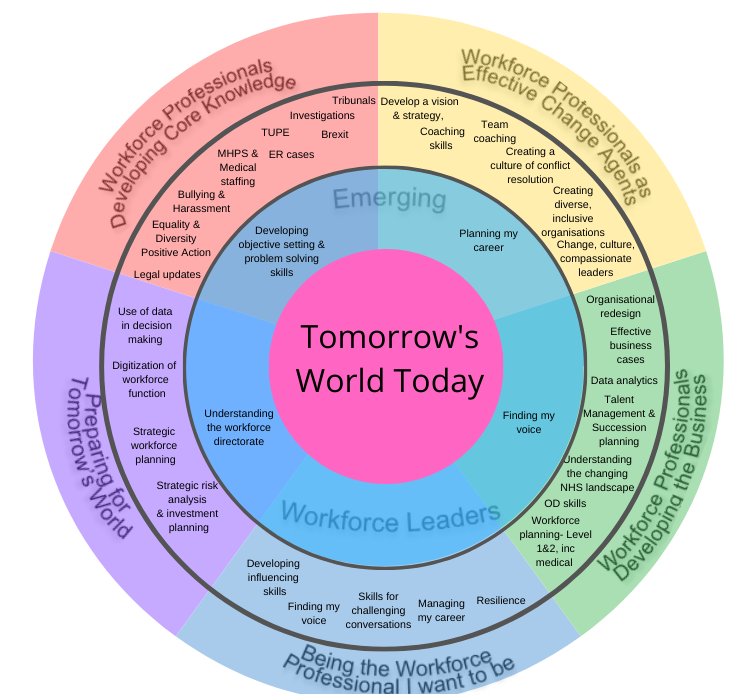 Workforce Professionals
Developing Core Knowledge
Tribunals
Investigations
TUPE
Brexit
MHPS &
Medical
staffing
ER cases
Bullying &
Harassment
Equality &
Diversity
Positive Action
Legal updates
Workforce Professionals as
Effective Change Agents
Develop a vision
& strategy,
Coaching
skills
Team
coaching
Creating a
culture of conflict
resolution
Creating
diverse,
inclusive
organisations
Change, culture,
compassionate
leaders
Workforce Professionals
Developing the Business
Organisational
redesign
Effective
business
cases
Data analytics
Talent
Management &
Succession
planning
Understanding
the changing
NHS landscape
OD skills
Workforce
planning- Level
1&2, inc
medical
Being the Workforce
Professional I want to be
Developing
influencing
skills
Finding my
voice
Skills for
challenging
conversations
Managing
my career
Resilience
Preparing for
Tomorrow's World
Use of data
in decision
making
Digitization of
workforce
function
Strategic
workforce
planning
Strategic risk
analysis
& investment
planning
Emerging
Developing
objective setting &
problem solving
skills
Planning my
career
Understanding
the workforce
directorate
Finding my
voice
Workforce Leaders
Tomorrow's
World Today